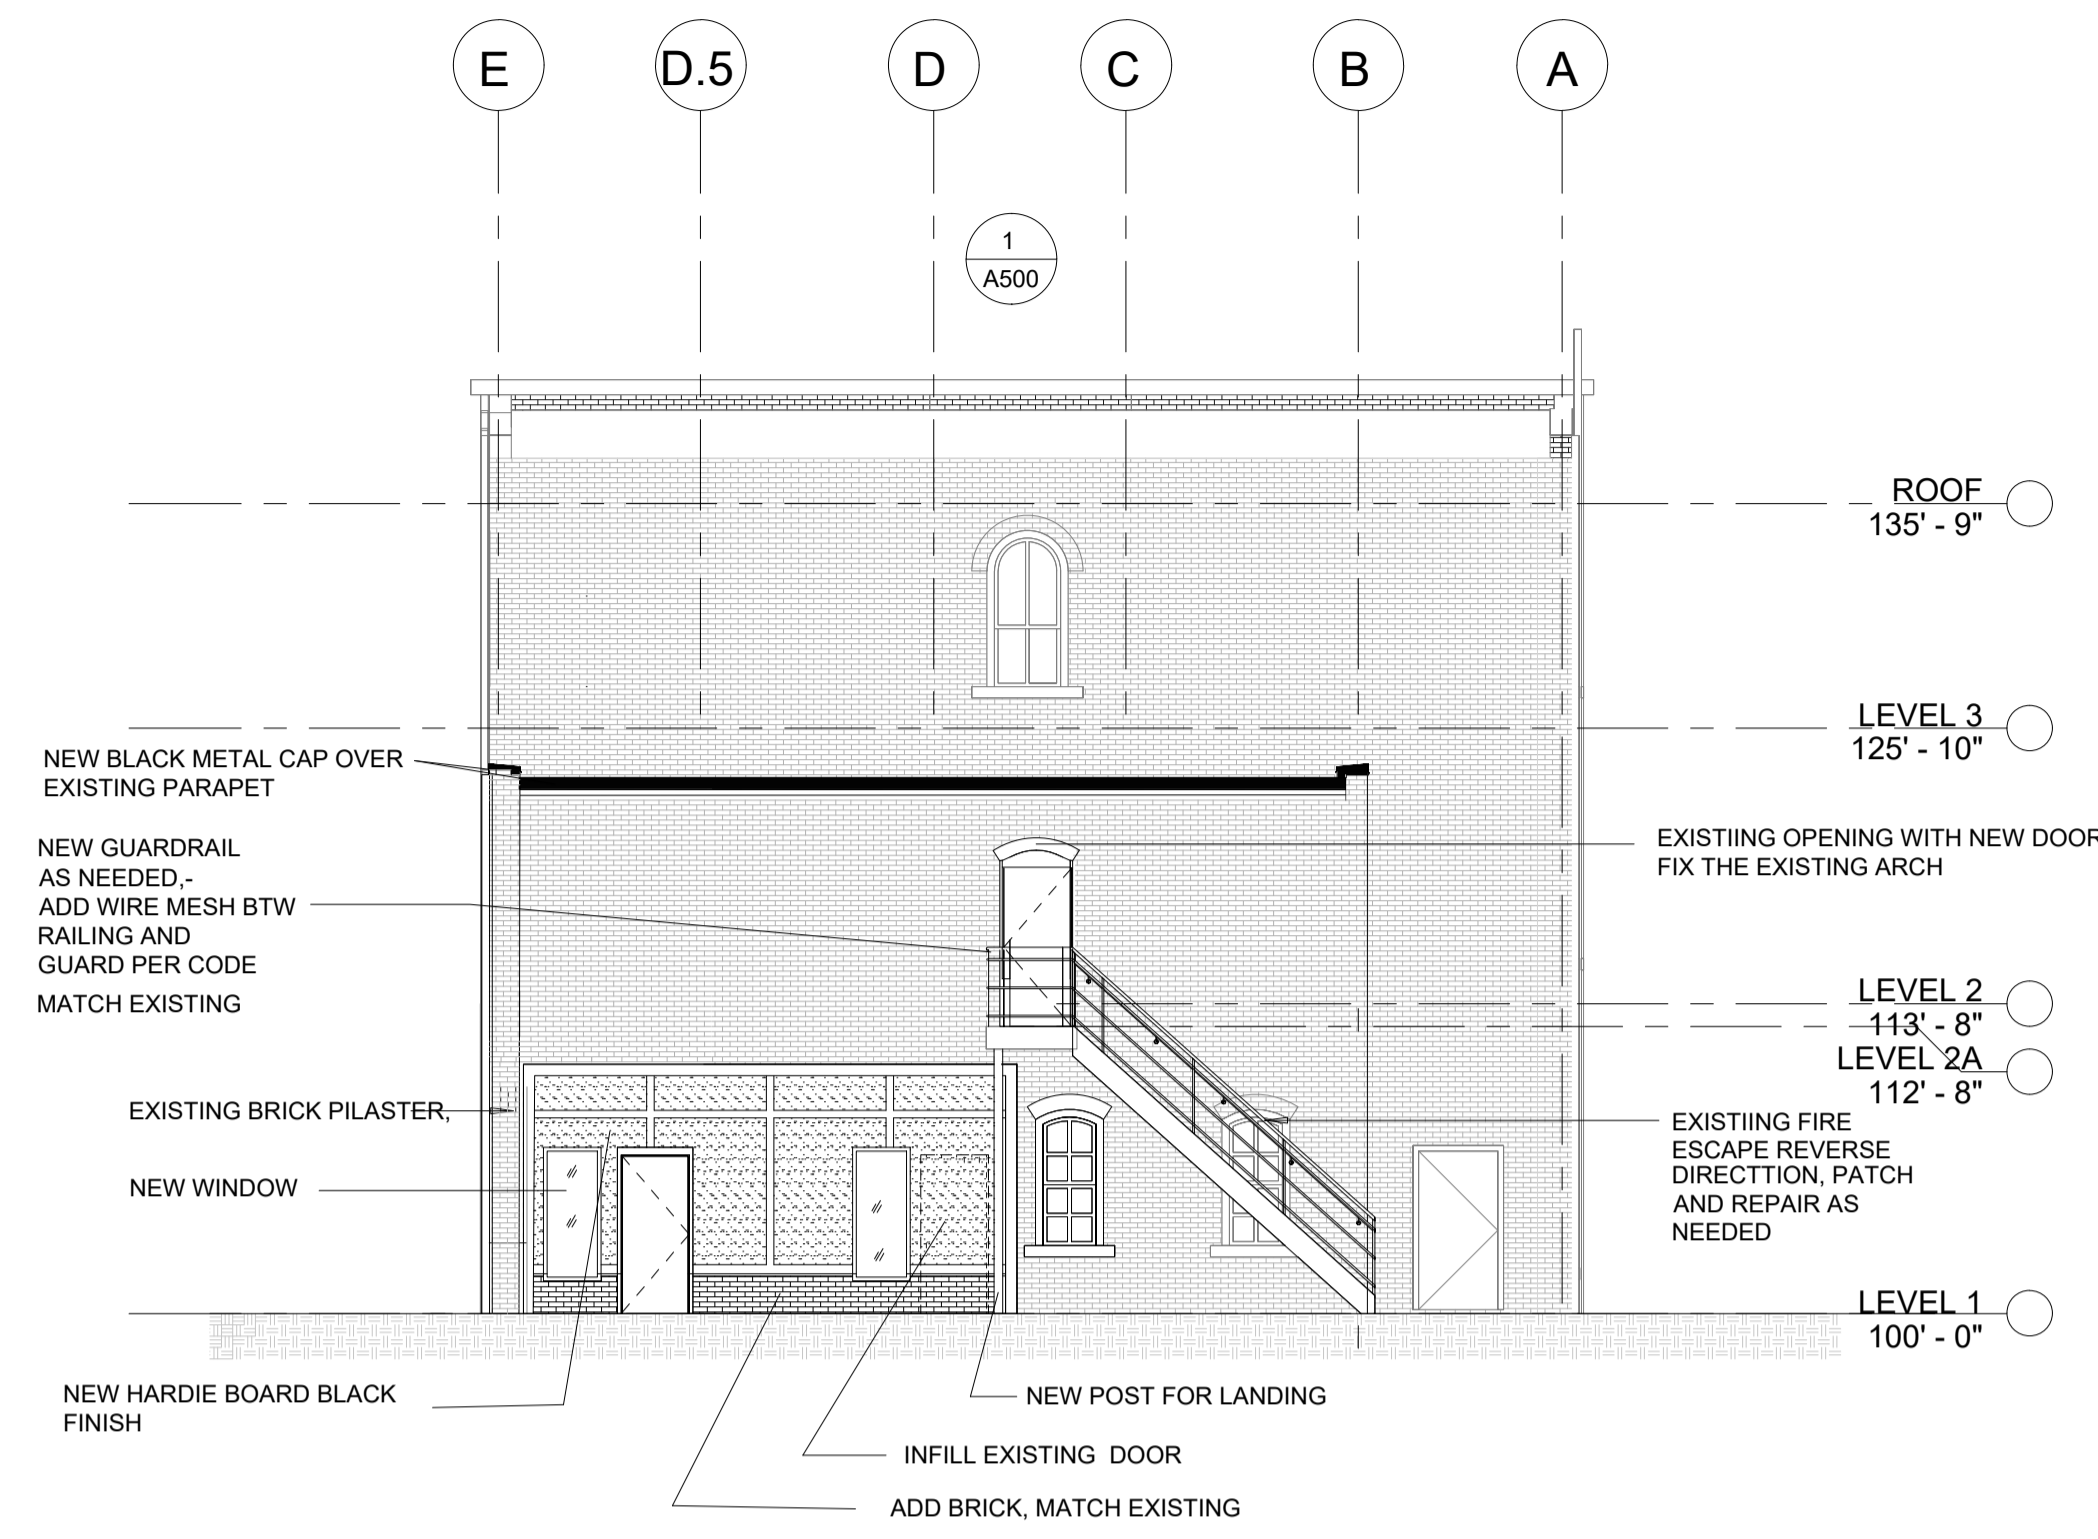 E
D.5
D
C
B
A
1
A500
ROOF
135' - 9"
LEVEL 3
125' - 10"
NEW BLACK METAL CAP OVER
EXISTING PARAPET
NEW GUARDRAIL
AS NEEDED,-
ADD WIRE MESH BTW
RAILING AND
GUARD PER CODE
MATCH EXISTING
EXISTIING OPENING WITH NEW DOOR
FIX THE EXISTING ARCH
LEVEL 2
113' - 8"
LEVEL 2A
112' - 8"
EXISTING BRICK PILASTER,
EXISTIING FIRE
ESCAPE REVERSE
DIRECTTION, PATCH
AND REPAIR AS
NEEDED
NEW WINDOW
LEVEL 1
100' - 0"
NEW HARDIE BOARD BLACK
FINISH
NEW POST FOR LANDING
INFILL EXISTING DOOR
ADD BRICK, MATCH EXISTING